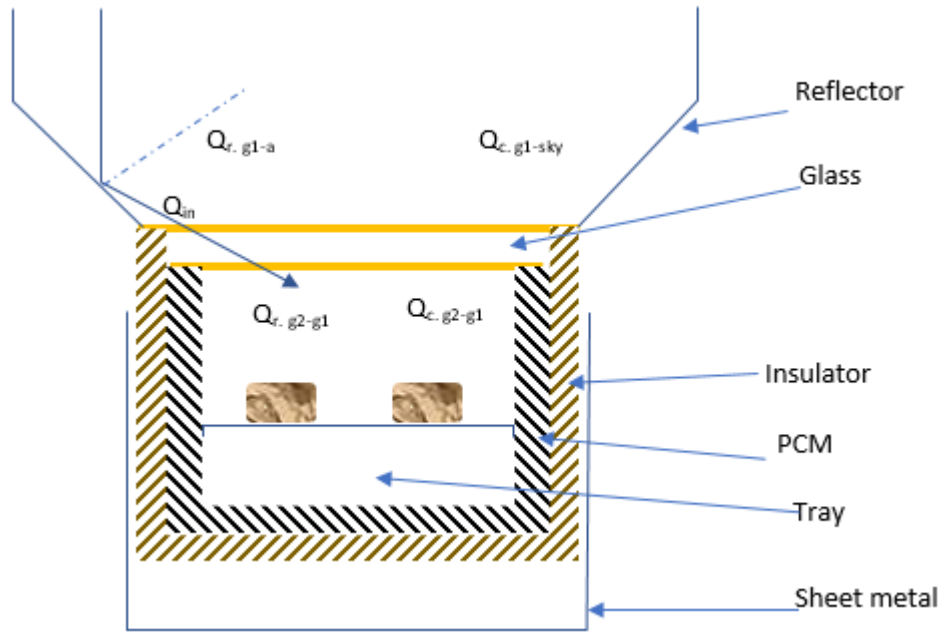 Reflector
Qr. g1-a
Qc. g1-sky
Glass
Qin
Qr. g2-g1
Qc. g2-g1
Insulator
PCM
Tray
Sheet metal